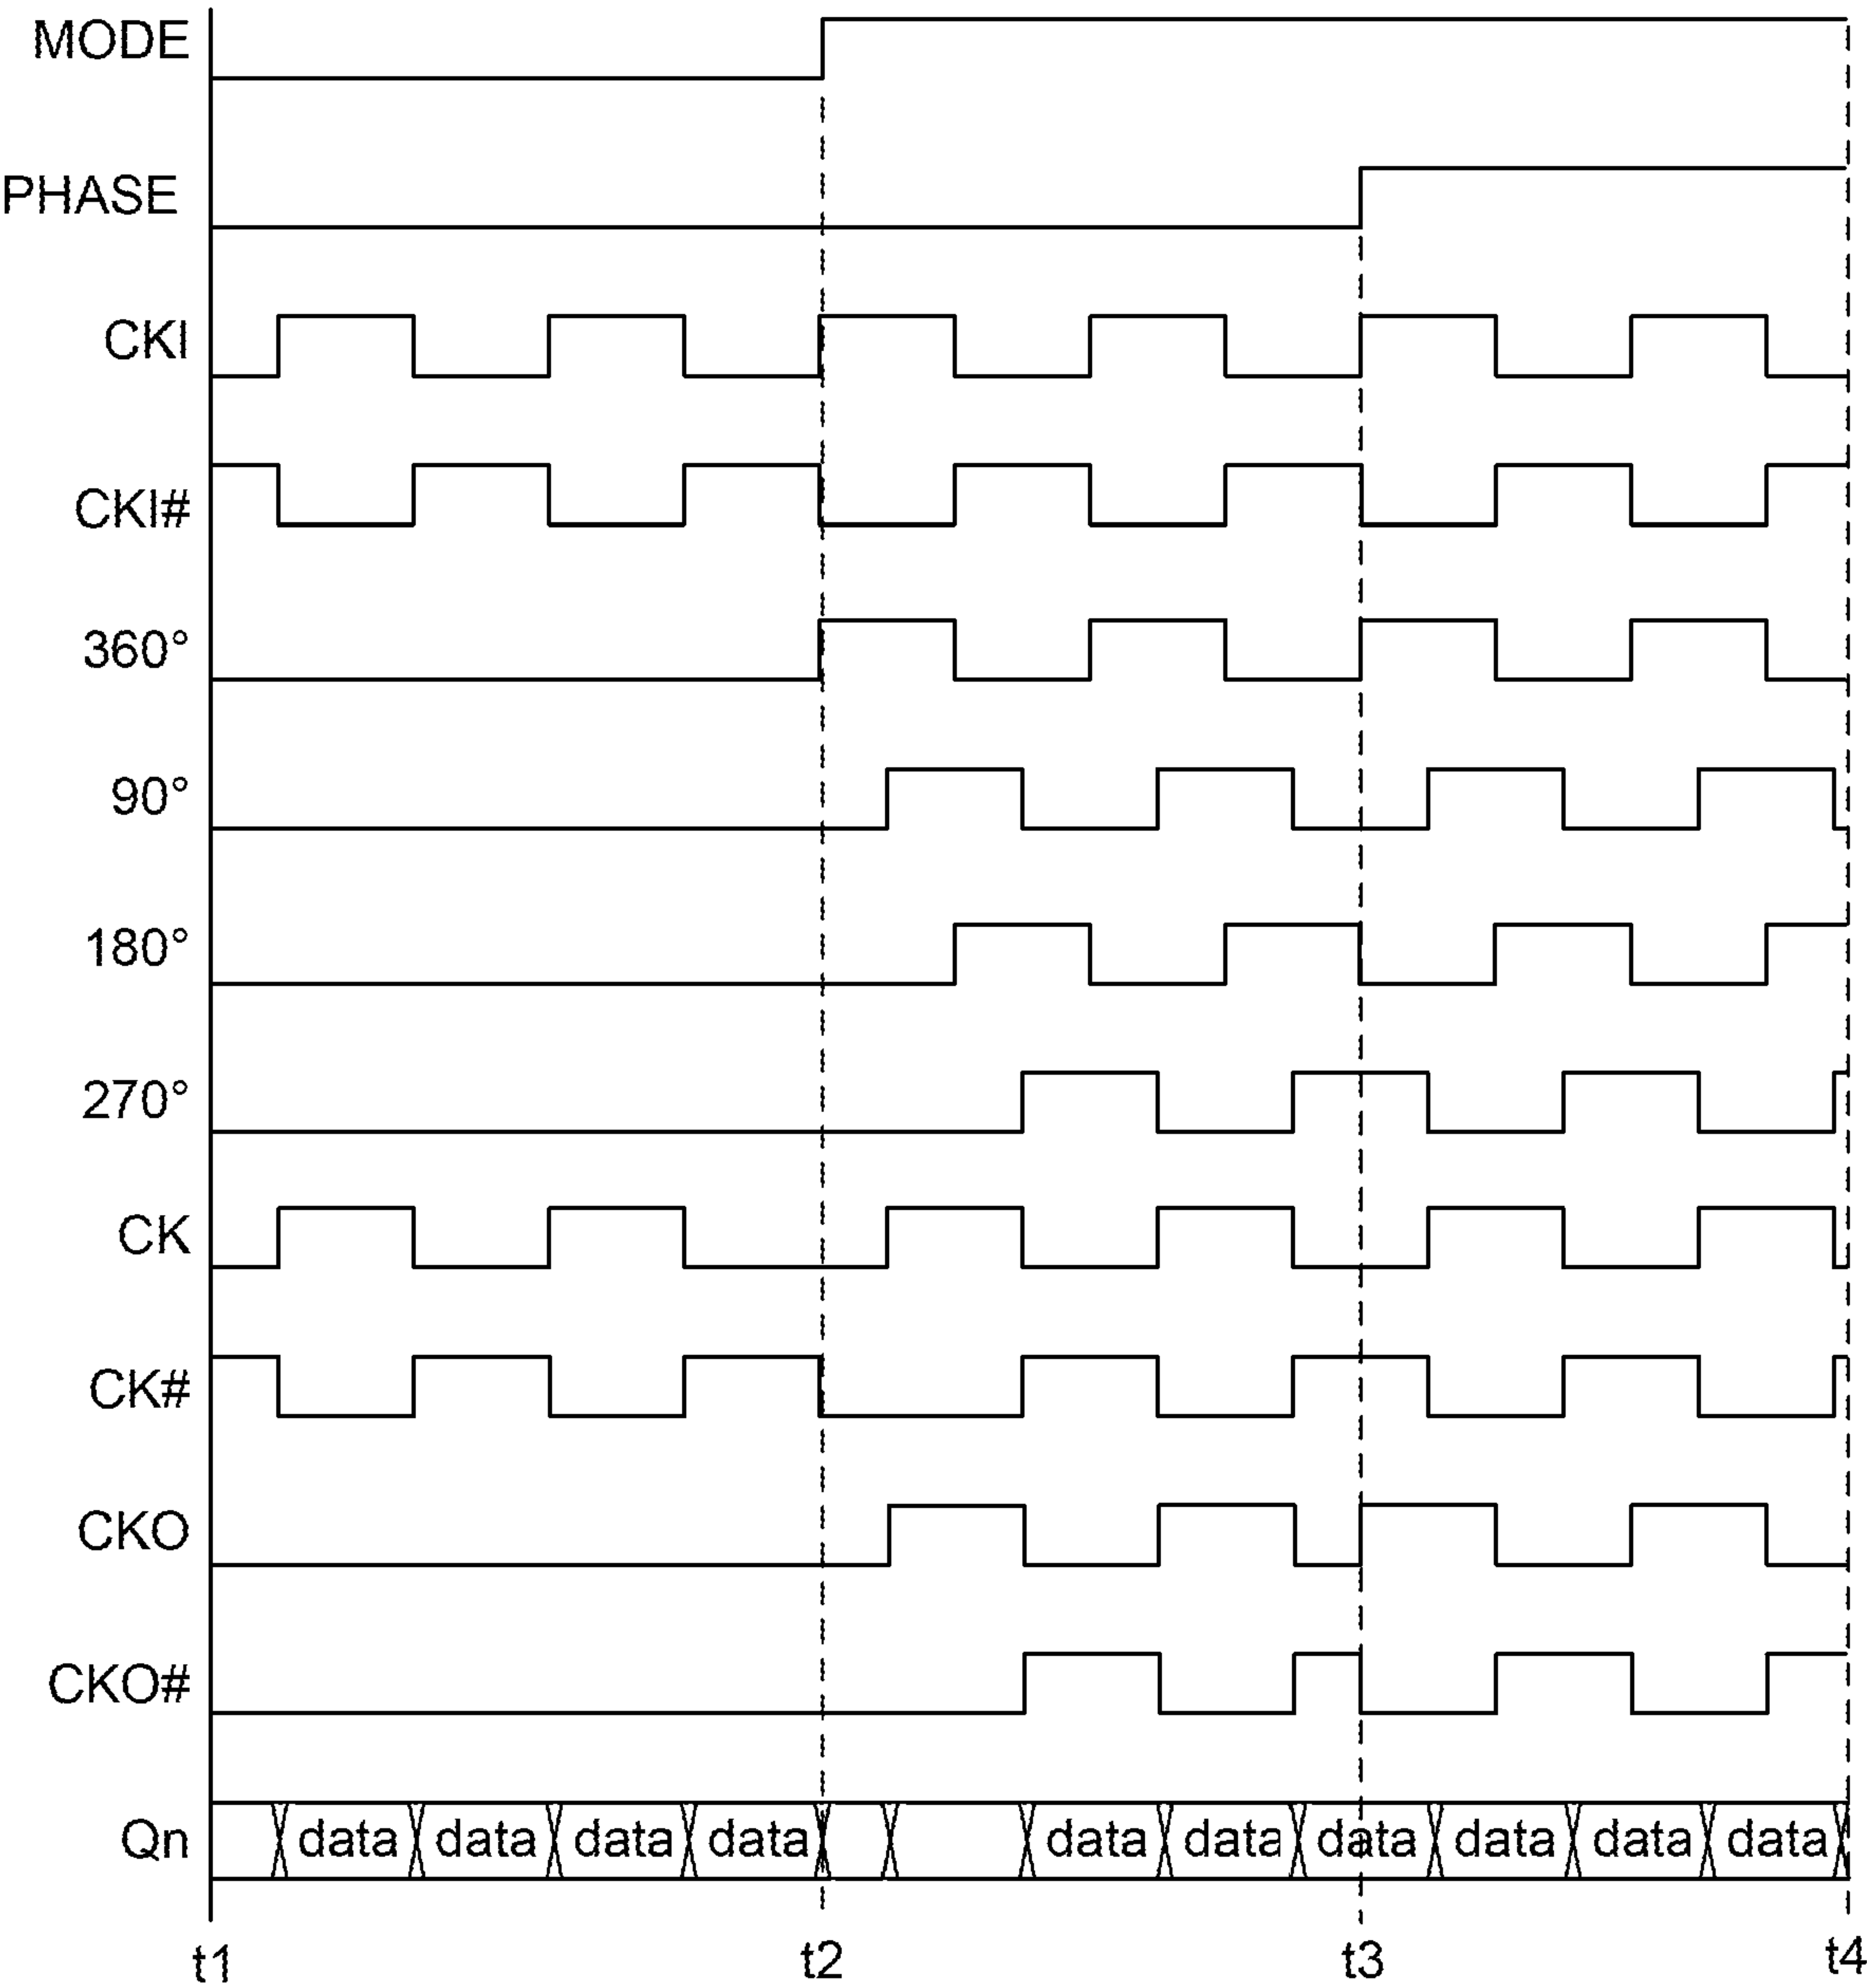 MODE
PHASE
CKI
CKI#
360°
90°
180°
270°
CK
CK#
CKO
CKO#
Qn data data data data data data data data data data
t1 t2 t3 t4